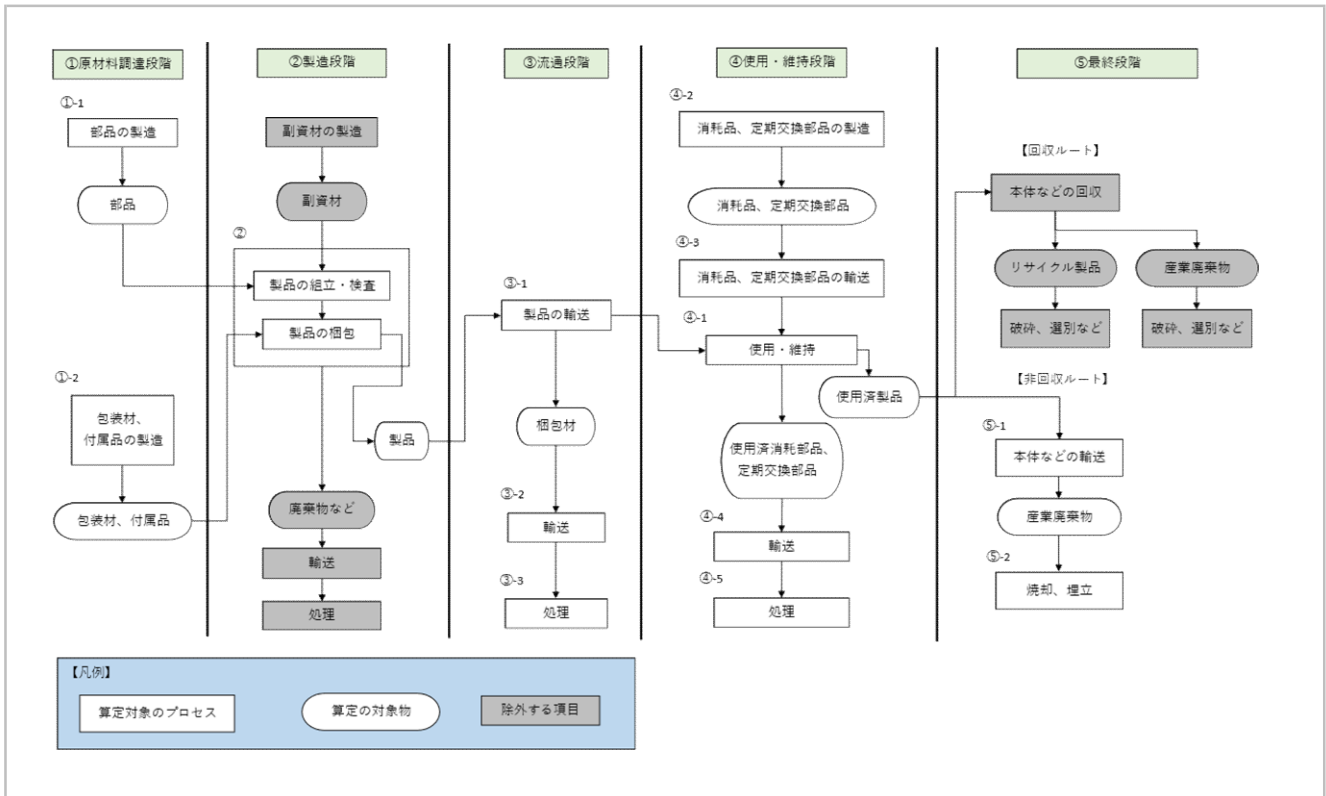 ①原材料調達段階
①-1
部品の製造
部品
①-2
包装材、
付属品の製造
包装材、付属品
②製造段階
副資材の製造
副資材
②
製品の組立・検査
製品の梱包
製品
廃棄物など
輸送
処理
③流通段階
③-1
製品の輸送
梱包材
③-2
輸送
③-3
処理
④使用・維持段階
④-2
消耗品、定期交換部品の製造
消耗品、定期交換部品
④-3
消耗品、定期交換部品の輸送
④-1
使用・維持
使用済製品
使用済消耗部品、
定期交換部品
④-4
輸送
④-5
処理
⑤最終段階
【回収ルート】
本体などの回収
リサイクル製品
産業廃棄物
破砕、選別など
破砕、選別など
【非回収ルート】
⑤-1
本体などの輸送
産業廃棄物
⑤-2
焼却、埋立
【凡例】
算定対象のプロセス
算定の対象物
除外する項目